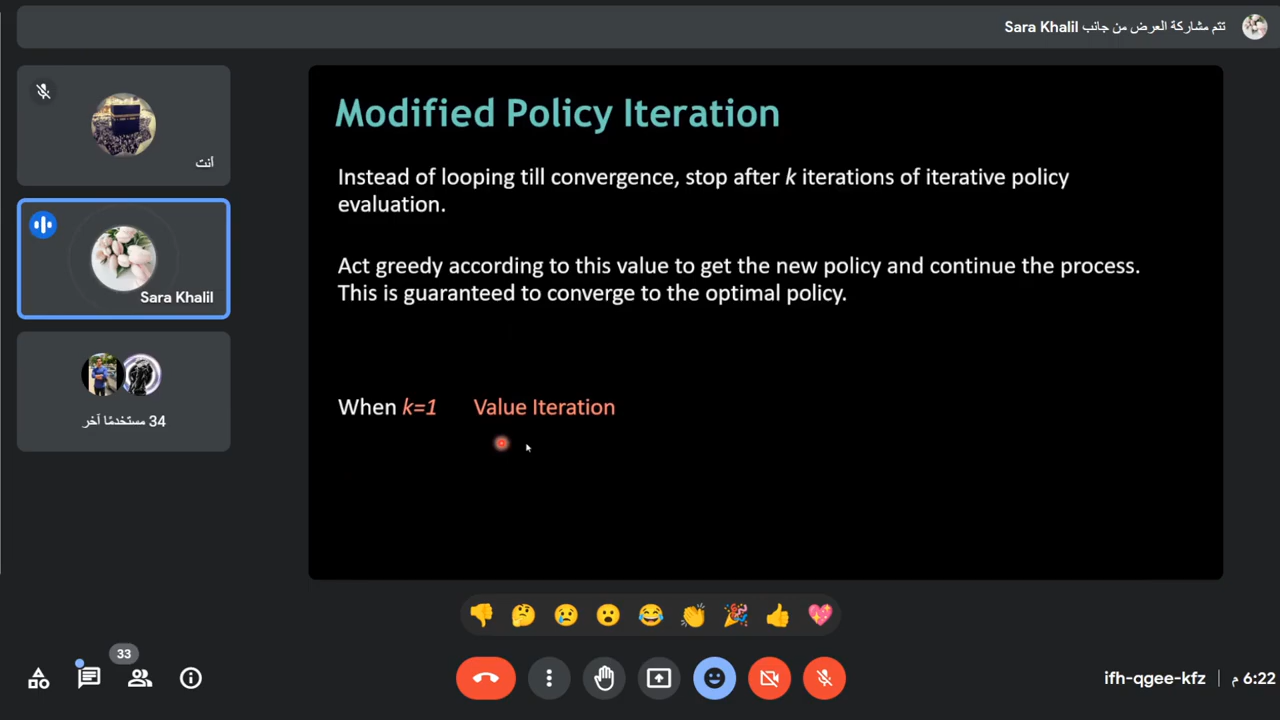 تتم مشاركة العرض من جانب Sara Khalil
أنت
Sara Khalil
34 مستخدمًا آخر
Modified Policy Iteration
Instead of looping till convergence, stop after k iterations of iterative policy
evaluation.
Act greedy according to this value to get the new policy and continue the process.
This is guaranteed to converge to the optimal policy.
When k=1 Value Iteration
33
ifh-qgee-kfz
6:22 م